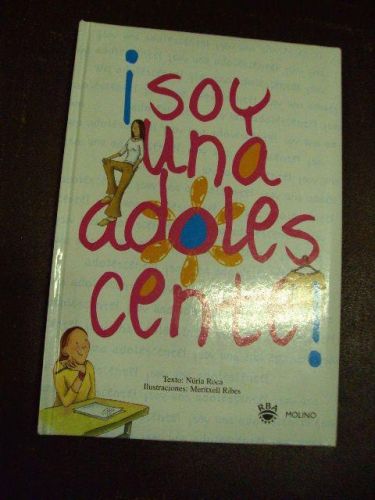 ¡soy
una
adoles
cente!
Texto: Núria Roca
Ilustraciones: Meritxell Ribes
RBA MOLINO